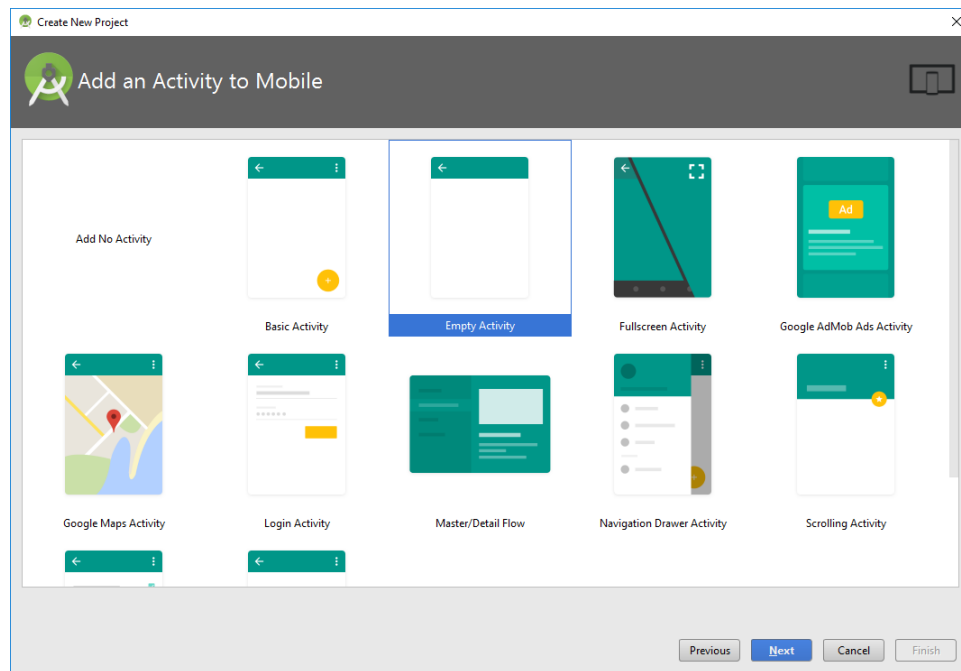 Create New Project
Add an Activity to Mobile
Add No Activity
Basic Activity
Empty Activity
Fullscreen Activity
Ad
Google AdMob Ads Activity
Google Maps Activity
Login Activity
Master/Detail Flow
Navigation Drawer Activity
Scrolling Activity
Previous
Next
Cancel
Finish